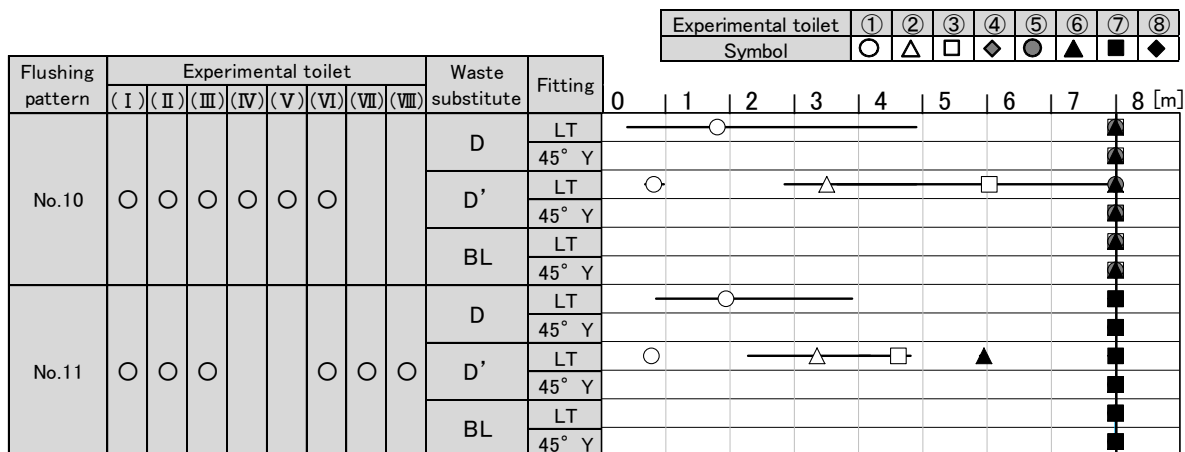 Experimental toilet ① ② ③ ④ ⑤ ⑥ ⑦ ⑧
Symbol ○ △ □ ◈ ● ▲ ■ ◆
Flushing pattern Experimental toilet Waste substitute Fitting
(Ⅰ) (Ⅱ) (Ⅲ) (Ⅳ) (Ⅴ) (Ⅵ) (Ⅶ) (Ⅷ)
0 1 2 3 4 5 6 7 8 [m]
No.10 ○ ○ ○ ○ ○ ○
D LT
45° Y
D’ LT
45° Y
BL LT
45° Y
No.11 ○ ○ ○ ○ ○ ○
D LT
45° Y
D’ LT
45° Y
BL LT
45° Y